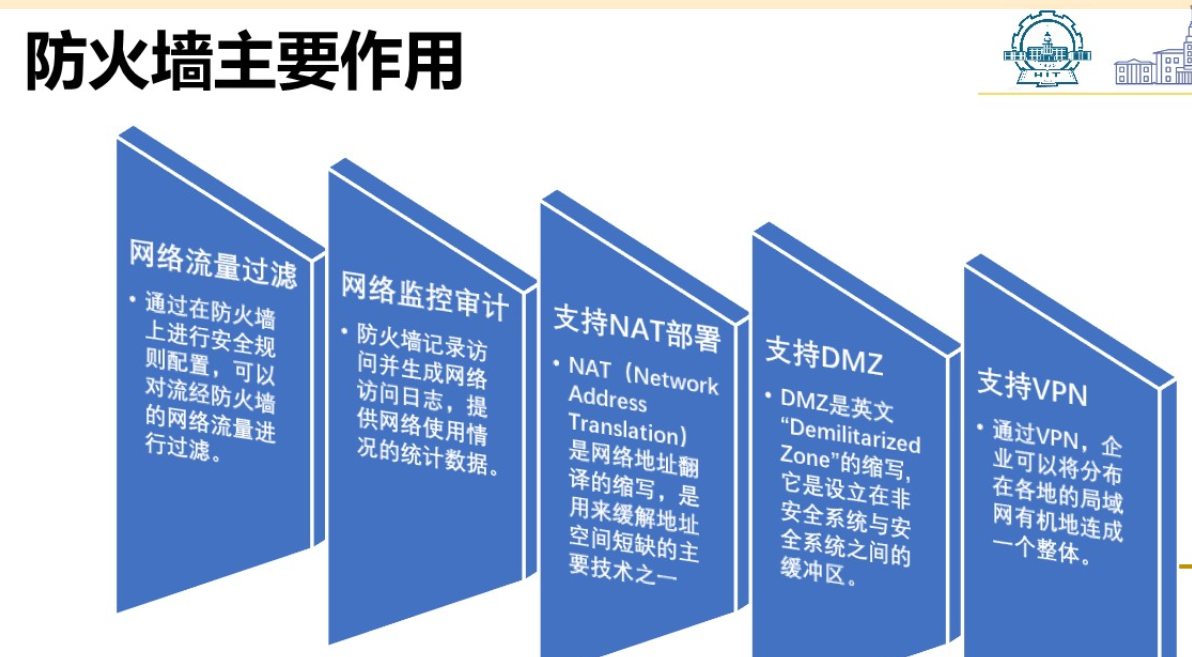 防火墙主要作用
HIT
网络流量过滤
• 通过在防火墙
上进行安全规
则配置，可以
对流经防火墙
的网络流量进
行过滤。
网络监控审计
• 防火墙记录访
问并生成网络
访问日志，提
供网络使用情
况的统计数据。
支持NAT部署
• NAT（Network
Address
Translation）
是网络地址翻
译的缩写，是
用来缓解地址
空间短缺的主
要技术之一
支持DMZ
• DMZ是英文
“Demilitarized
Zone”的缩写,
它是设立在非
安全系统与安
全系统之间的
缓冲区。
支持VPN
• 通过VPN，企
业可以将分布
在各地的局域
网有机地连成
一个整体。